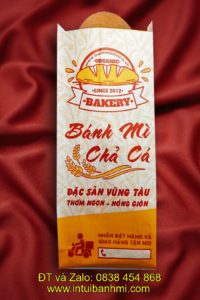 ORGANIC
• SINCE 2012 •
BAKERY
Bánh Mì
Chả Cá
ĐẶC SẢN VŨNG TÀU
THƠM NGON - NÓNG GIÒN
NHẬN ĐẶT HÀNG VÀ
GIAO HÀNG TẬN NƠI
ĐT và Zalo: 0838 454 868
www.intuibanhmi.com